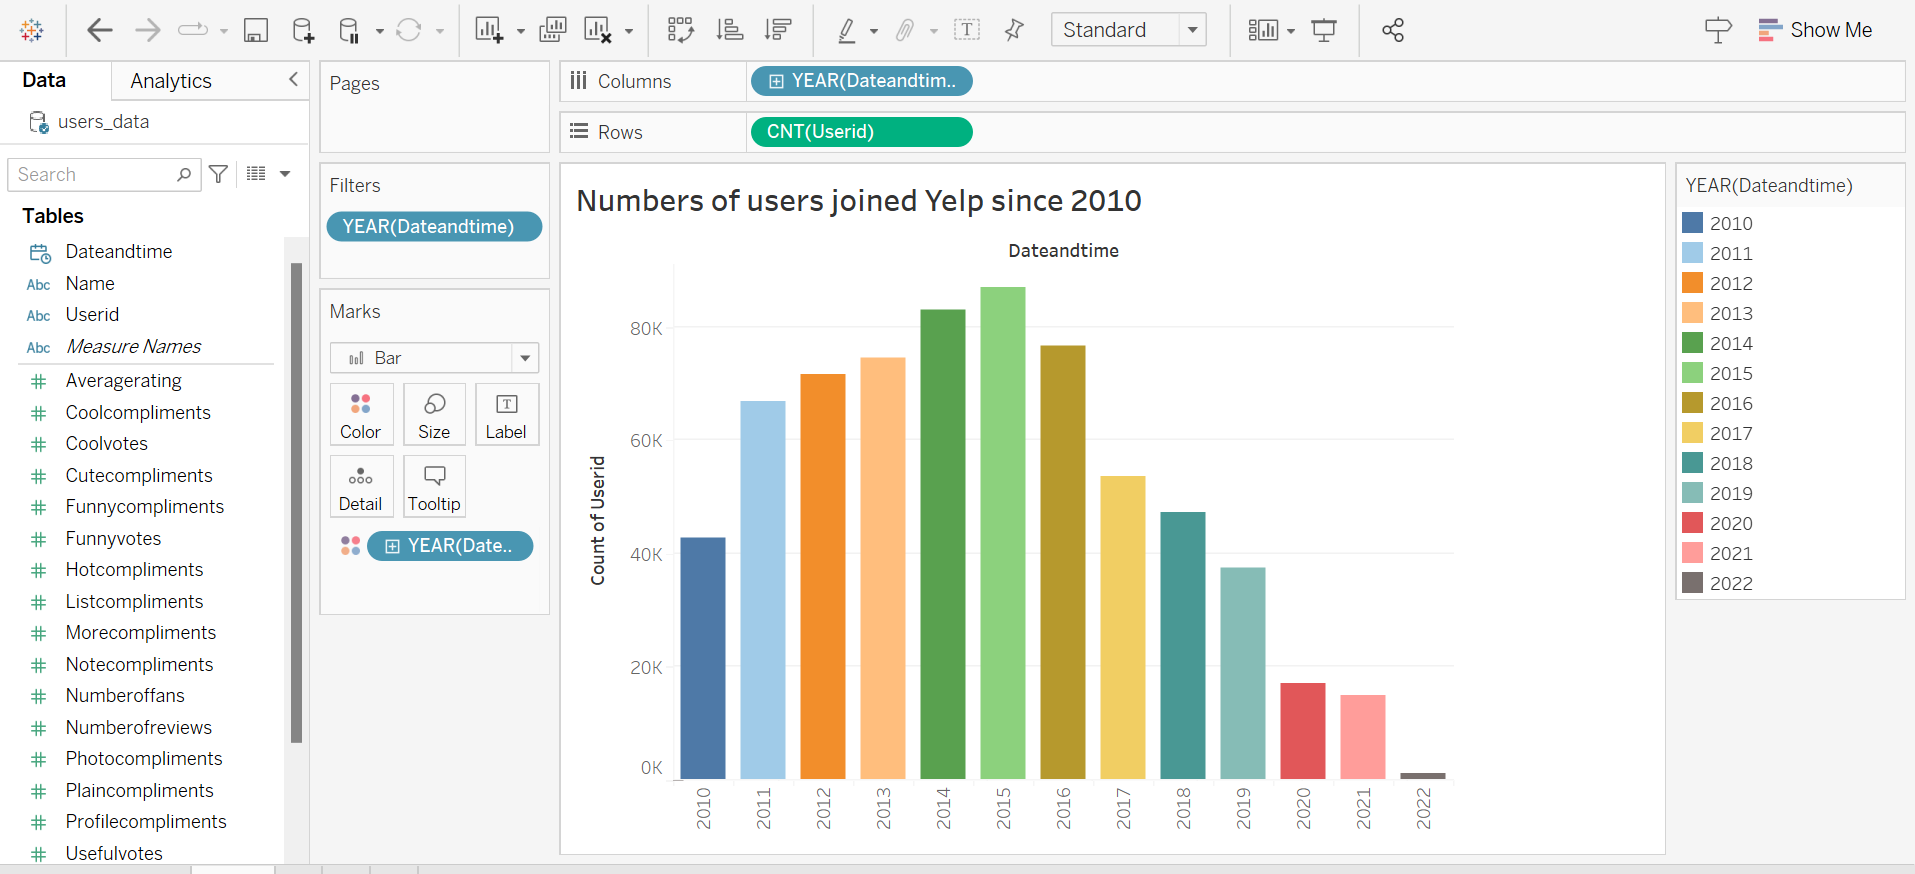 Standard
Show Me
Data
Analytics
users_data
Search
Tables
Dateandtime
Abc Name
Abc Userid
Abc Measure Names
Averagerating
Coolcompliments
Coolvotes
Cutecompliments
Funnycompliments
Funnyvotes
Hotcompliments
Listcompliments
Morecompliments
Notecompliments
Numberoffans
Numberofreviews
Photocompliments
Plaincompliments
Profilecompliments
Usefulvotes
Pages
Filters
YEAR(Dateandtime)
Marks
Bar
Color
Size
T
Label
Detail
Tooltip
YEAR(Date..
Columns
YEAR(Dateandtim..
Rows
CNT(Userid)
Numbers of users joined Yelp since 2010
Dateandtime
Count of Userid
80K
60K
40K
20K
0K
2010
2011
2012
2013
2014
2015
2016
2017
2018
2019
2020
2021
2022
YEAR(Dateandtime)
2010
2011
2012
2013
2014
2015
2016
2017
2018
2019
2020
2021
2022